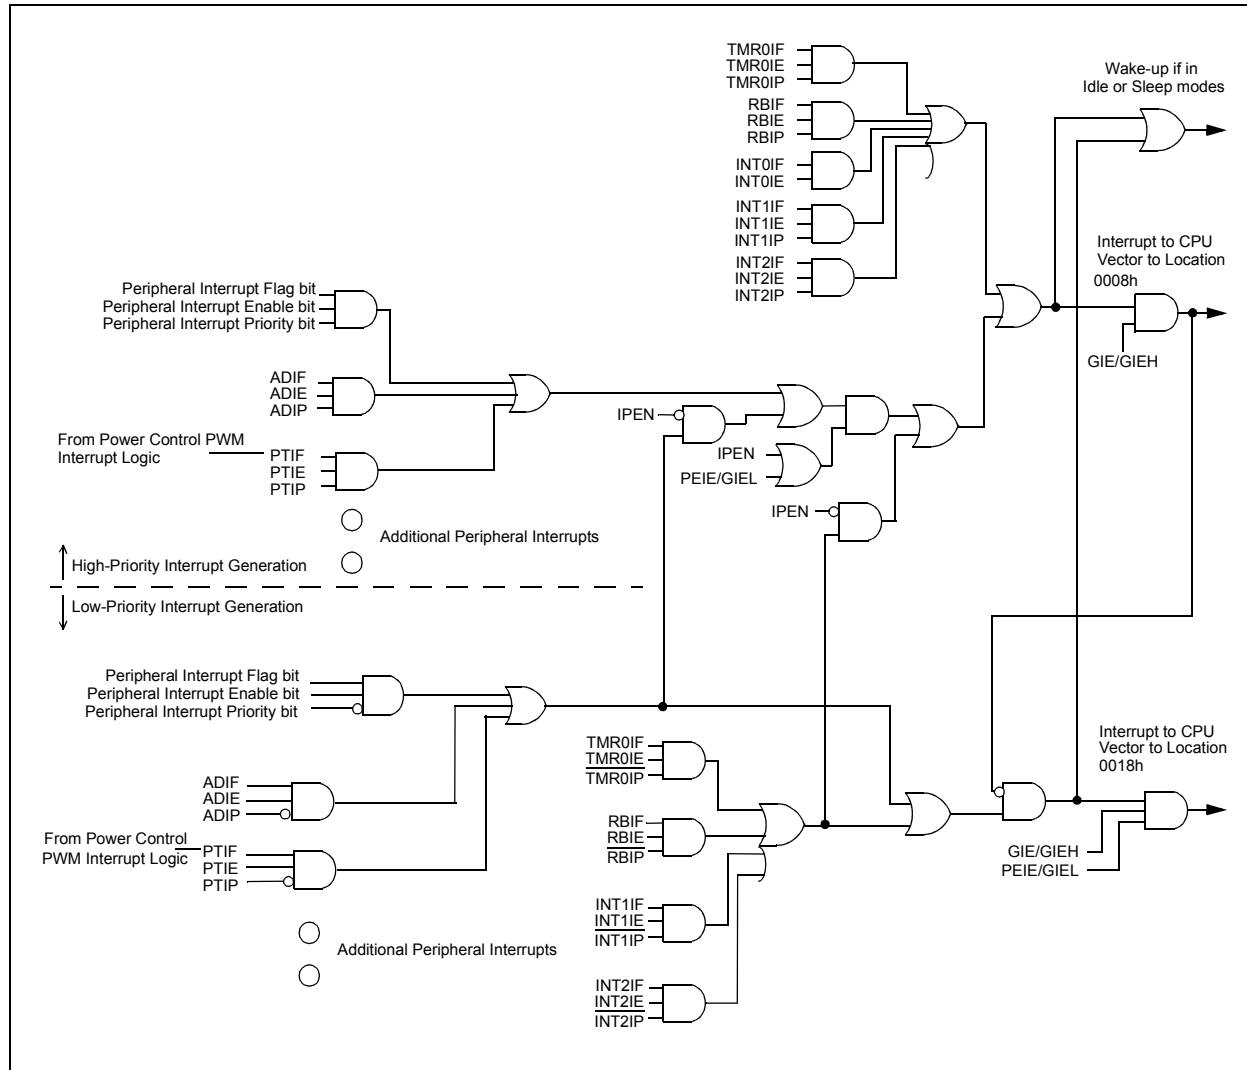 TMR0IF
TMR0IE
TMR0IP
Wake-up if in
Idle or Sleep modes
RBIF
RBIE
RBIP
INT0IF
INT0IE
INT1IF
INT1IE
INT1IP
Interrupt to CPU
Vector to Location
0008h
INT2IF
INT2IE
INT2IP
Peripheral Interrupt Flag bit
Peripheral Interrupt Enable bit
Peripheral Interrupt Priority bit
GIE/GIEH
ADIF
ADIE
ADIP
IPEN
From Power Control PWM
Interrupt Logic
PTIF
PTIE
PTIP
IPEN
PEIE/GIEL
IPEN
Additional Peripheral Interrupts
High-Priority Interrupt Generation
Low-Priority Interrupt Generation
Peripheral Interrupt Flag bit
Peripheral Interrupt Enable bit
Peripheral Interrupt Priority bit
TMR0IF
TMR0IE
TMR0IP
Interrupt to CPU
Vector to Location
0018h
ADIF
ADIE
ADIP
RBIF
RBIE
RBIP
From Power Control
PWM Interrupt Logic
PTIF
PTIE
PTIP
GIE/GIEH
PEIE/GIEL
INT1IF
INT1IE
INT1IP
Additional Peripheral Interrupts
INT2IF
INT2IE
INT2IP